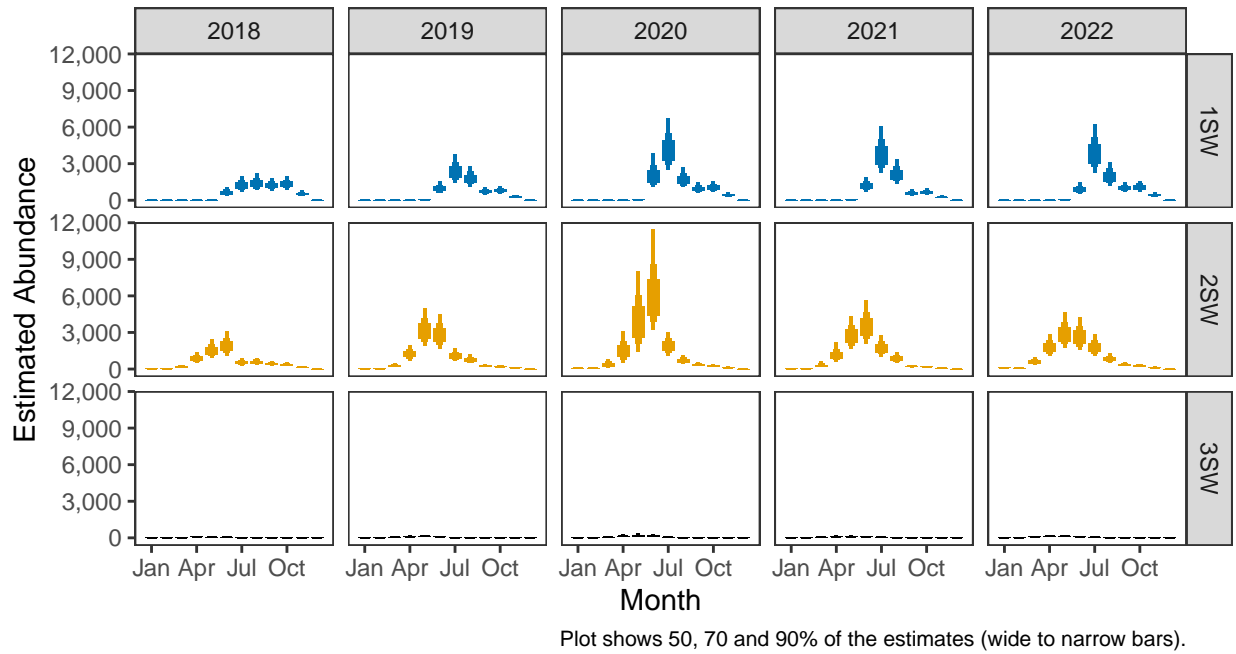 2018 2019 2020 2021 2022
12,000
9,000
6,000
3,000
0
1SW
12,000
9,000
6,000
3,000
0
2SW
12,000
9,000
6,000
3,000
0
3SW
Estimated Abundance
Jan Apr Jul Oct Jan Apr Jul Oct Jan Apr Jul Oct Jan Apr Jul Oct Jan Apr Jul Oct
Month
Plot shows 50, 70 and 90% of the estimates (wide to narrow bars).